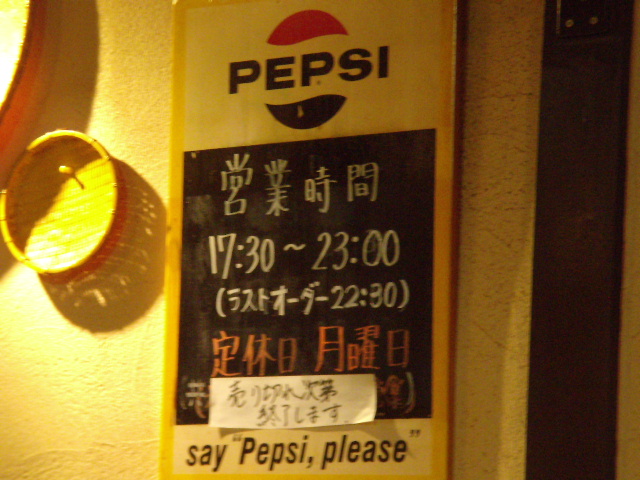 PEPSI
営業時間
17:30～23:00
(ラストオーダー22:30)
定休日 月曜日
売り切れ次第
終了します
say "Pepsi, please"